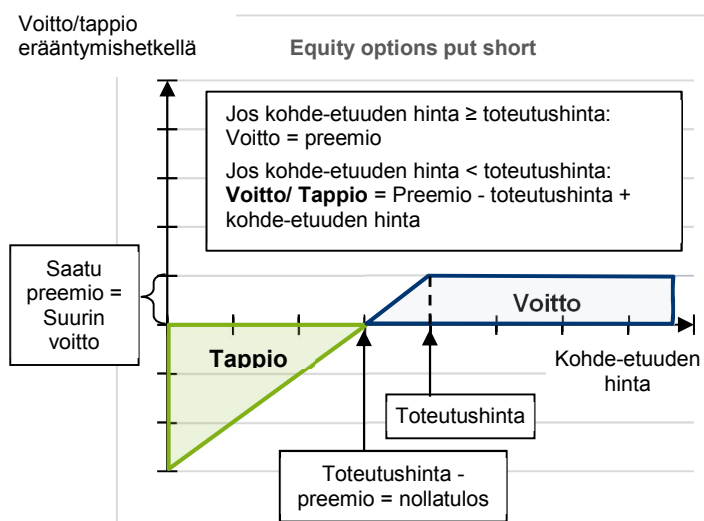 Voitto/tappio
erääntymishetkellä
Equity options put short
Jos kohde-etuuden hinta ≥ toteutushinta:
Voitto = preemio
Jos kohde-etuuden hinta < toteutushinta:
Voitto/ Tappio = Preemio - toteutushinta +
kohde-etuuden hinta
Saatu
preemio =
Suurin
voitto
Voitto
Tappio
Kohde-etuuden
hinta
Toteutushinta
Toteutushinta -
preemio = nollatulos